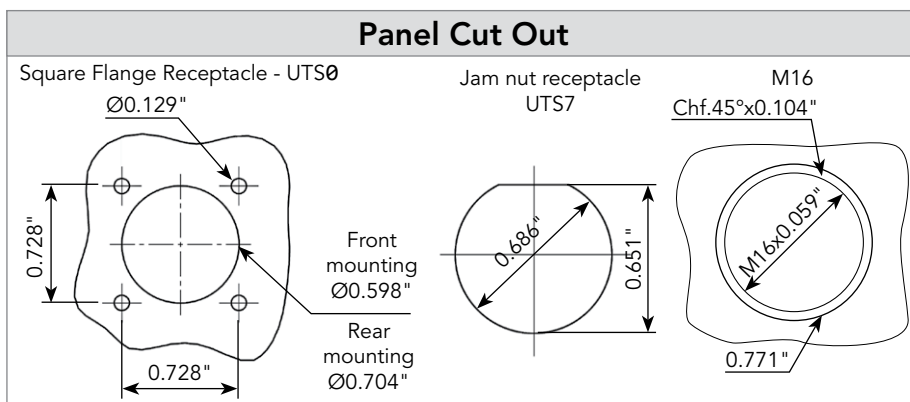 Panel Cut Out
Square Flange Receptacle - UTS0
Ø0.129"
0.728"
0.728"
Front
mounting
Ø0.598"
Rear
mounting
Ø0.704"
Jam nut receptacle
UTS7
0.686"
0.651"
M16
Chf.45°x0.104"
M16x0.059"
0.771"